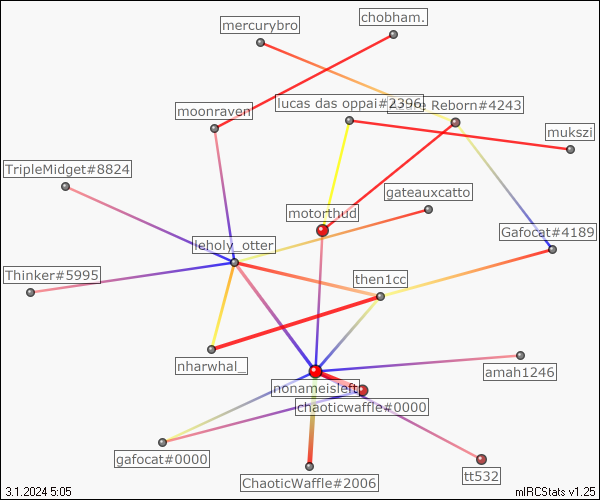 chobham.
mercurybro
lucas das oppai#2396
Reborn#4243
moonraven
mukszi
TripleMidget#8824
gateauxcatto
motorthud
Gafocat#4189
leholy_otter
Thinker#5995
then1cc
nharwhal_
amah1246
nonameisleft
chaoticwaffle#0000
gafocat#0000
tt532
ChaoticWaffle#2006
3.1.2024 5:05
mIRCStats v1.25